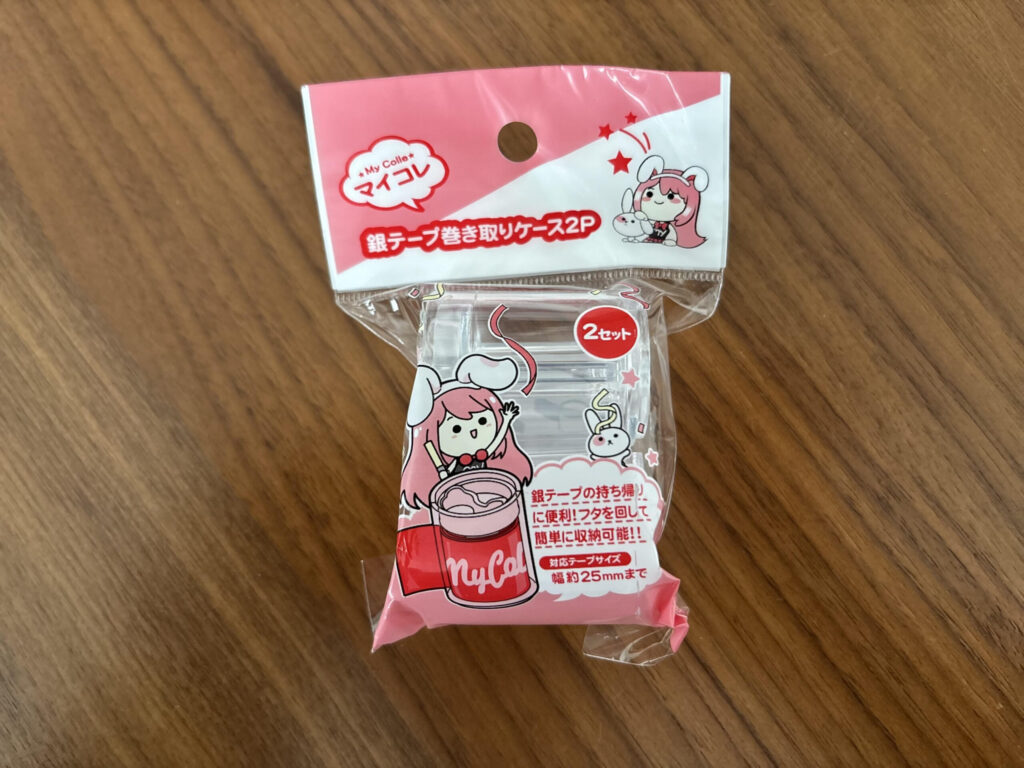 ★My Colle★
マイコレ
銀テープ巻き取りケース2P
2セット
銀テープの持ち帰り
に便利!フタを回して
簡単に収納可能!!
対応テープサイズ
幅約25mmまで
MyCol